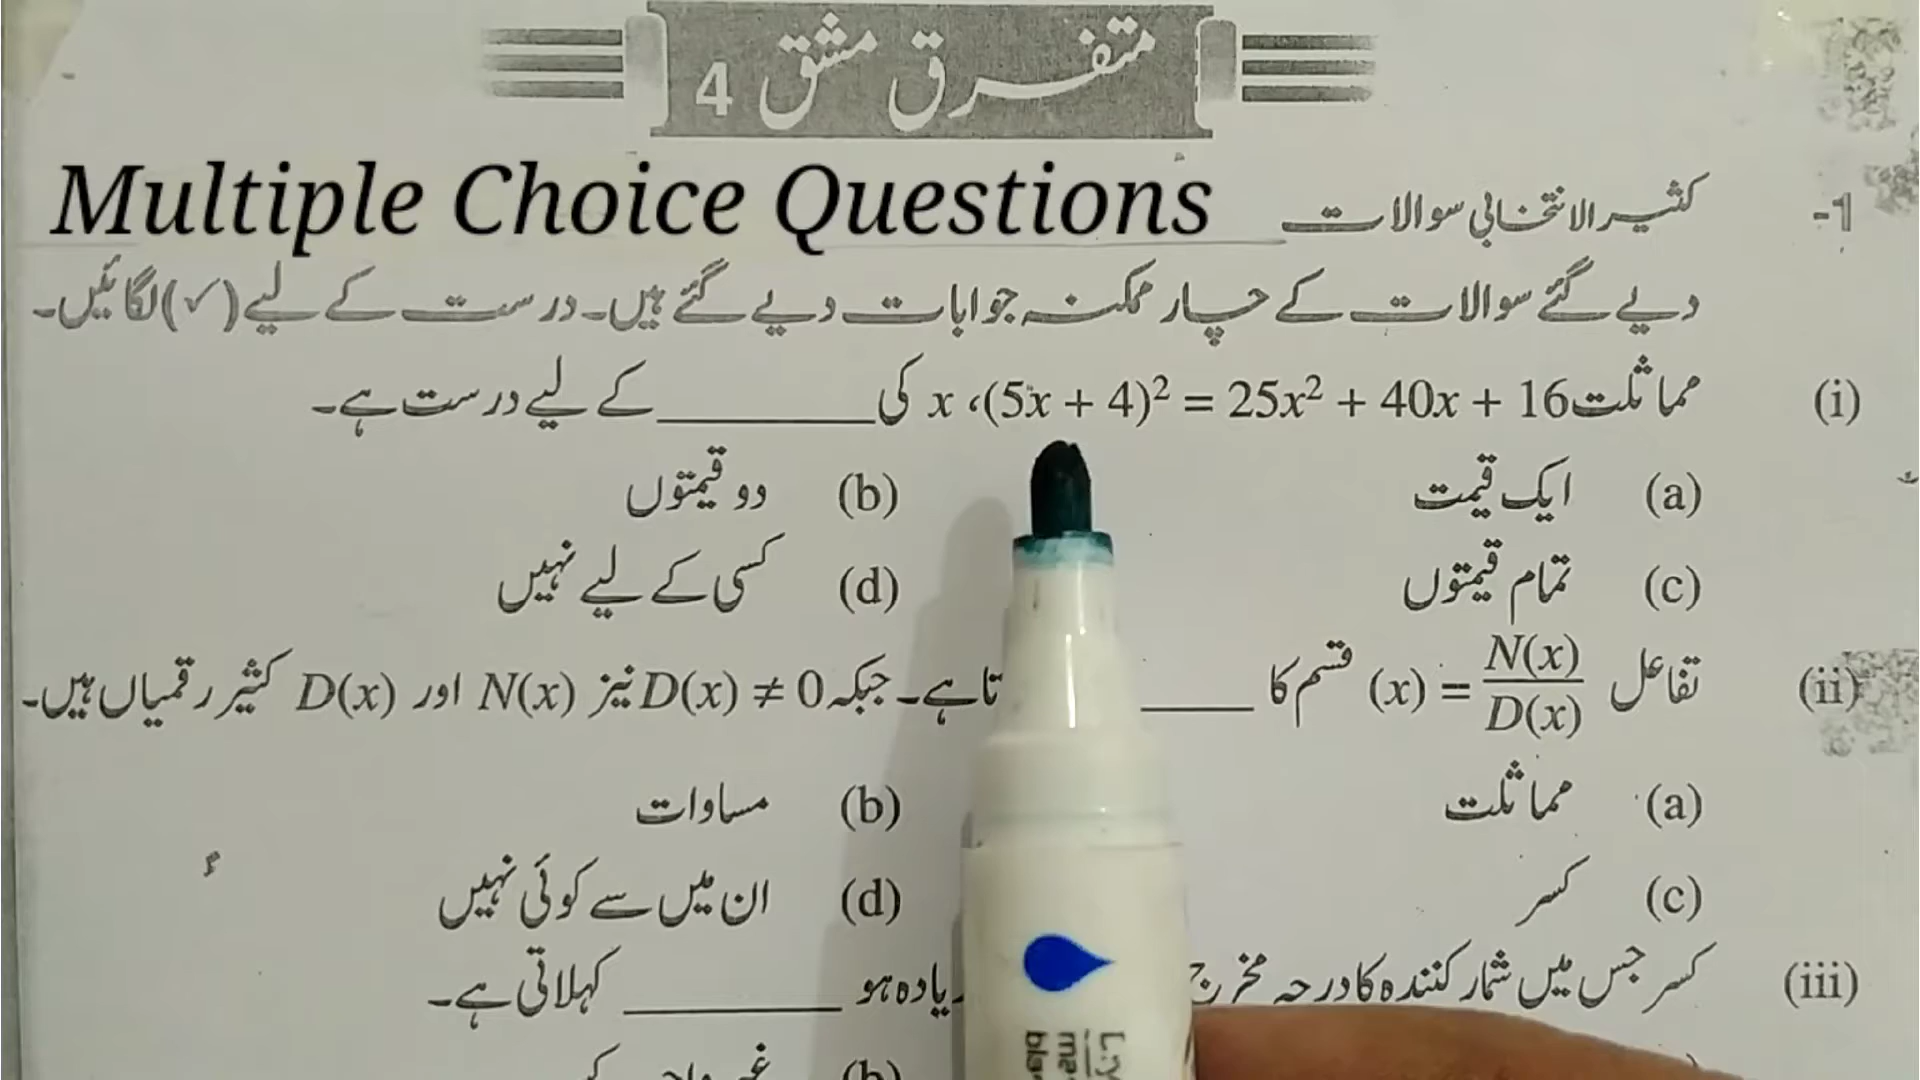 متفرق مشق 4
Multiple Choice Questions
1- کثیر الانتخابی سوالات
دیے گئے سوالات کے چار ممکنہ جوابات دیے گئے ہیں۔ درست کے لیے (✓) لگائیں۔
(i) مماثلت (5x + 4)² = 25x² + 40x + 16، x کی ________ کے لیے درست ہے۔
(a) ایک قیمت (b) دو قیمتوں
(c) تمام قیمتوں (d) کسی کے لیے نہیں
(ii) تفاعل N(x)/D(x) = (x) قسم کا ________ تا ہے۔ جبکہ D(x) ≠ 0 نیز N(x) اور D(x) کثیر رقمیاں ہیں۔
(a) مماثلت (b) مساوات
(c) کسر (d) ان میں سے کوئی نہیں
(iii) کسر جس میں شمار کنندہ کا درجہ مخرج ہو ________ کہلاتی ہے۔
(b)